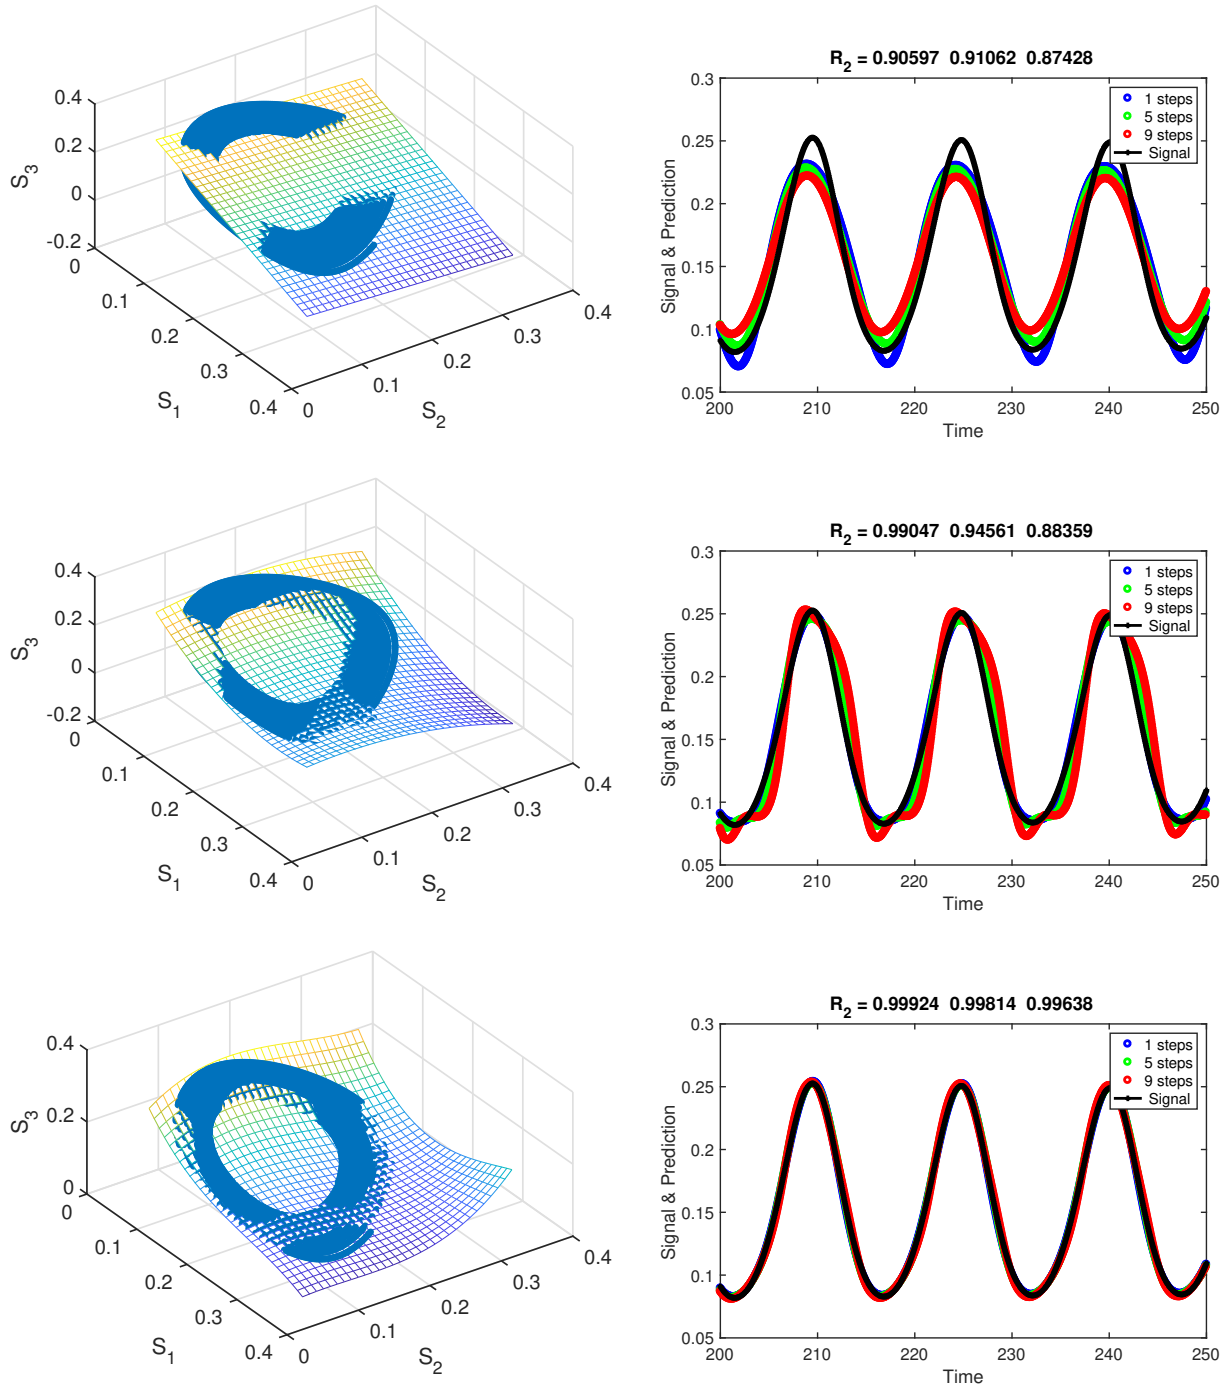 0.4
0.2
0
-0.2
S3
0
0.1
0.2
0.3
0.4
S1
0
0.1
0.2
0.3
0.4
S2
R2 = 0.90597 0.91062 0.87428
0.3
0.25
0.2
0.15
0.1
0.05
Signal & Prediction
1 steps
5 steps
9 steps
Signal
200 210 220 230 240 250
Time
0.4
0.2
0
-0.2
S3
0
0.1
0.2
0.3
0.4
S1
0
0.1
0.2
0.3
0.4
S2
R2 = 0.99047 0.94561 0.88359
0.3
0.25
0.2
0.15
0.1
0.05
Signal & Prediction
1 steps
5 steps
9 steps
Signal
200 210 220 230 240 250
Time
0.4
0.2
0
S3
0
0.1
0.2
0.3
0.4
S1
0
0.1
0.2
0.3
0.4
S2
R2 = 0.99924 0.99814 0.99638
0.3
0.25
0.2
0.15
0.1
0.05
Signal & Prediction
1 steps
5 steps
9 steps
Signal
200 210 220 230 240 250
Time